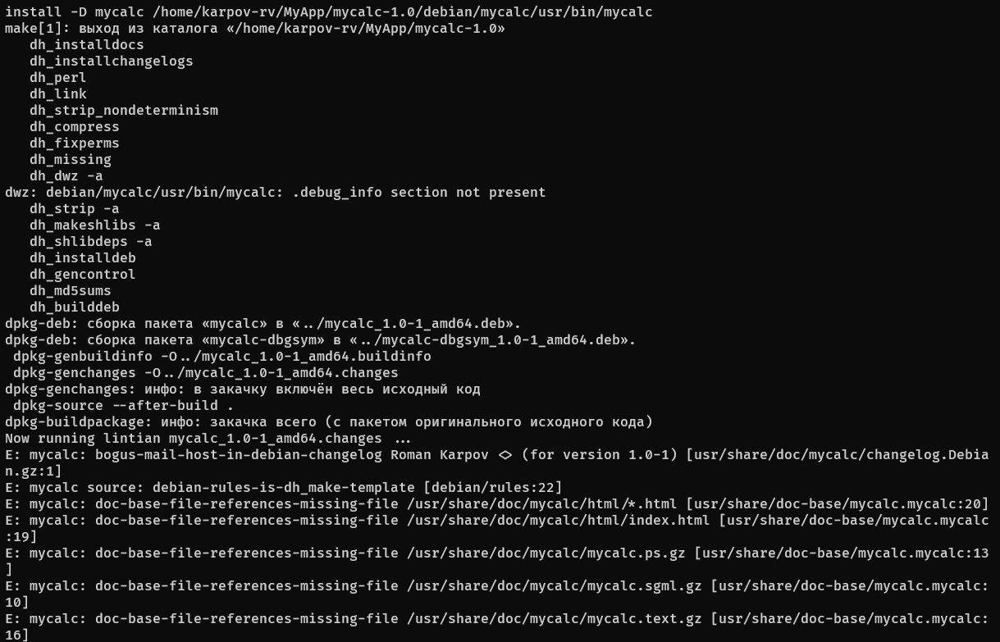 install -D mycalc /home/karpov-rv/MyApp/mycalc-1.0/debian/mycalc/usr/bin/mycalc
make[1]: выход из каталога «/home/karpov-rv/MyApp/mycalc-1.0»
   dh_installdocs
   dh_installchangelogs
   dh_perl
   dh_link
   dh_strip_nondeterminism
   dh_compress
   dh_fixperms
   dh_missing
   dh_dwz -a
dwz: debian/mycalc/usr/bin/mycalc: .debug_info section not present
   dh_strip -a
   dh_makeshlibs -a
   dh_shlibdeps -a
   dh_installdeb
   dh_gencontrol
   dh_md5sums
   dh_builddeb
dpkg-deb: сборка пакета «mycalc» в «../mycalc_1.0-1_amd64.deb».
dpkg-deb: сборка пакета «mycalc-dbgsym» в «../mycalc-dbgsym_1.0-1_amd64.deb».
 dpkg-genbuildinfo -O../mycalc_1.0-1_amd64.buildinfo
 dpkg-genchanges -O../mycalc_1.0-1_amd64.changes
dpkg-genchanges: инфо: в закачку включён весь исходный код
 dpkg-source --after-build .
dpkg-buildpackage: инфо: закачка всего (с пакетом оригинального исходного кода)
Now running lintian mycalc_1.0-1_amd64.changes ...
E: mycalc: bogus-mail-host-in-debian-changelog Roman Karpov <> (for version 1.0-1) [usr/share/doc/mycalc/changelog.Debia
n.gz:1]
E: mycalc source: debian-rules-is-dh_make-template [debian/rules:22]
E: mycalc: doc-base-file-references-missing-file /usr/share/doc/mycalc/html/*.html [usr/share/doc-base/mycalc.mycalc:20]
E: mycalc: doc-base-file-references-missing-file /usr/share/doc/mycalc/html/index.html [usr/share/doc-base/mycalc.mycalc
:19]
E: mycalc: doc-base-file-references-missing-file /usr/share/doc/mycalc/mycalc.ps.gz [usr/share/doc-base/mycalc.mycalc:13
]
E: mycalc: doc-base-file-references-missing-file /usr/share/doc/mycalc/mycalc.sgml.gz [usr/share/doc-base/mycalc.mycalc:
10]
E: mycalc: doc-base-file-references-missing-file /usr/share/doc/mycalc/mycalc.text.gz [usr/share/doc-base/mycalc.mycalc:
16]